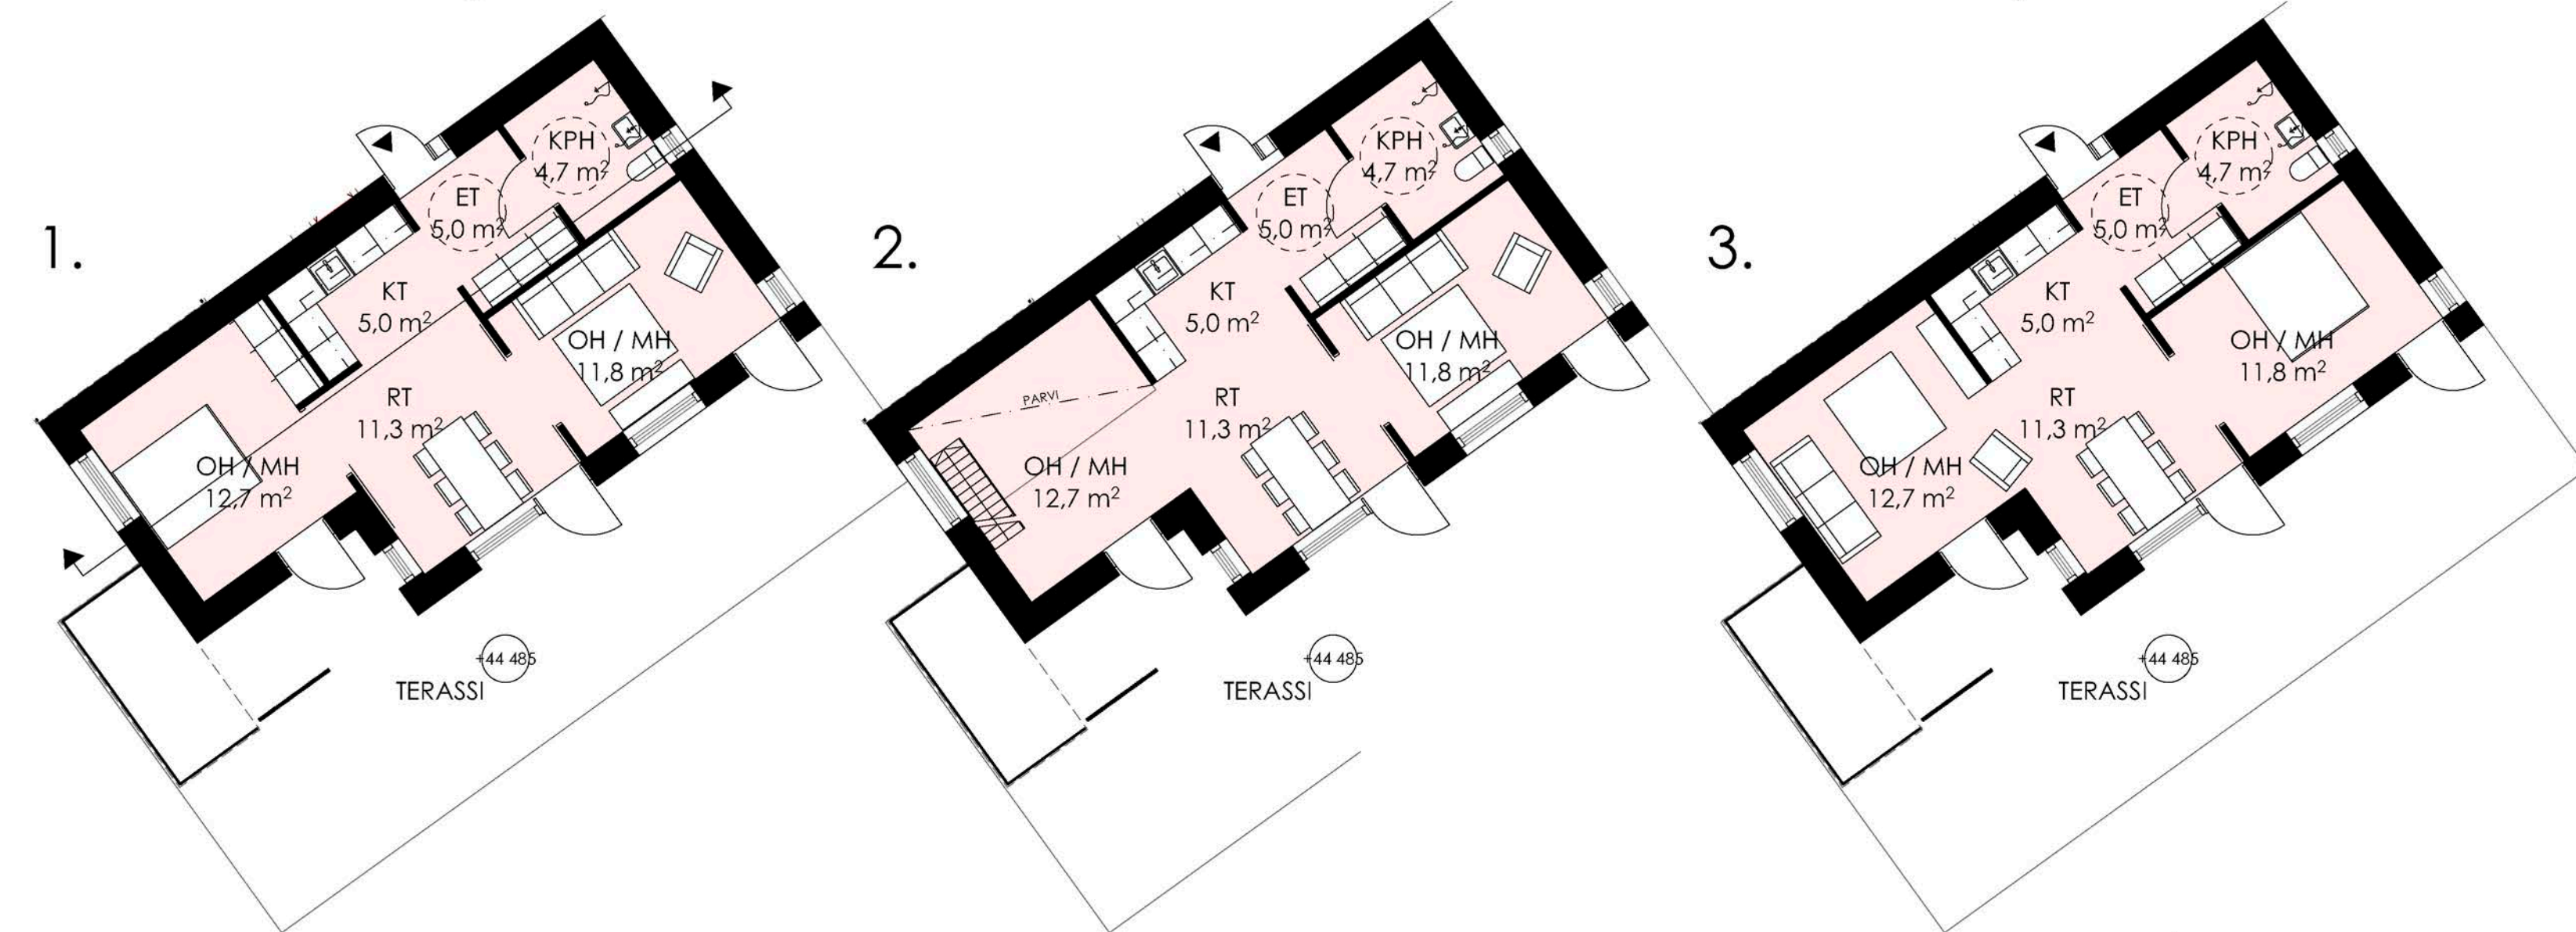 1.
KPH
4,7 m²
ET
5,0 m²
KT
5,0 m²
OH / MH
11,8 m²
RT
11,3 m²
OH / MH
12,7 m²
+44 485
TERASSI
2.
KPH
4,7 m²
ET
5,0 m²
KT
5,0 m²
OH / MH
11,8 m²
PARVI
RT
11,3 m²
OH / MH
12,7 m²
+44 485
TERASSI
3.
KPH
4,7 m²
ET
5,0 m²
KT
5,0 m²
OH / MH
11,8 m²
RT
11,3 m²
OH / MH
12,7 m²
+44 485
TERASSI